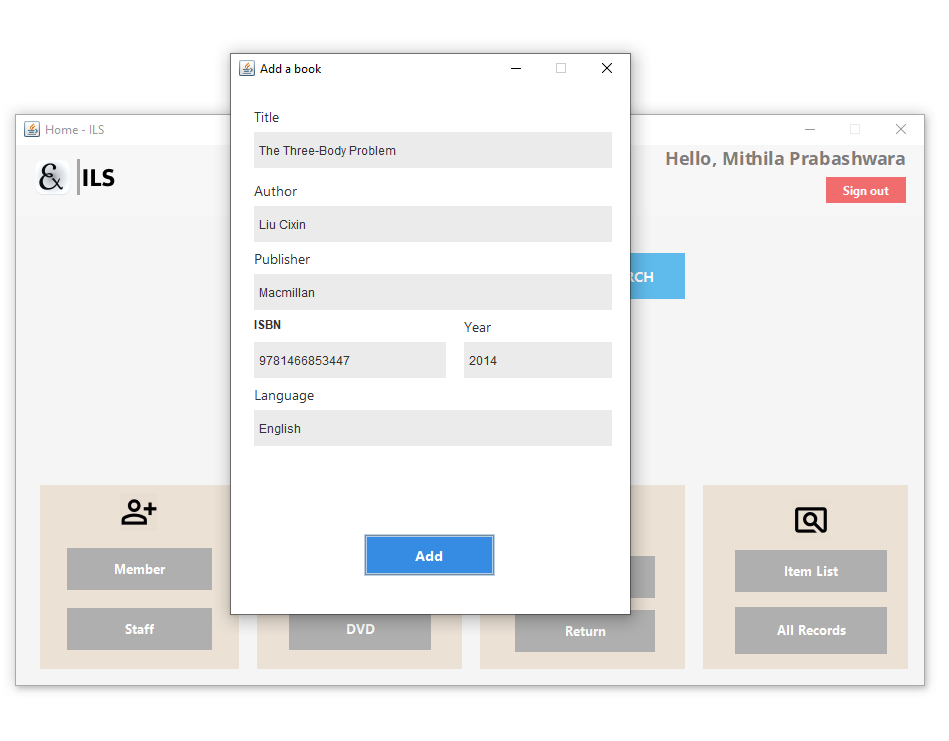 Add a book
Title
The Three-Body Problem
Author
Liu Cixin
Publisher
Macmillan
ISBN
Year
9781466853447
2014
Language
English
Add
Home - ILS
& ILS
Hello, Mithila Prabashwara
Sign out
RCH
Member
Staff
DVD
Return
Item List
All Records